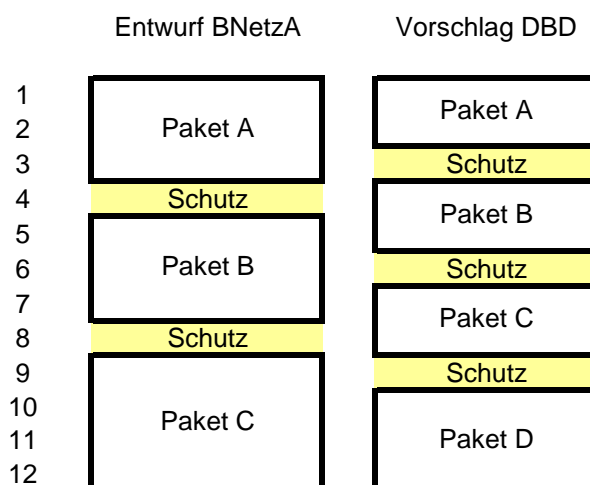 Entwurf BNetzA Vorschlag DBD
1
Paket A
2 Paket A
3 Schutz
4 Schutz
Paket B
5
6 Paket B Schutz
7
Paket C
8 Schutz
9 Schutz
10
Paket C
11 Paket D
12